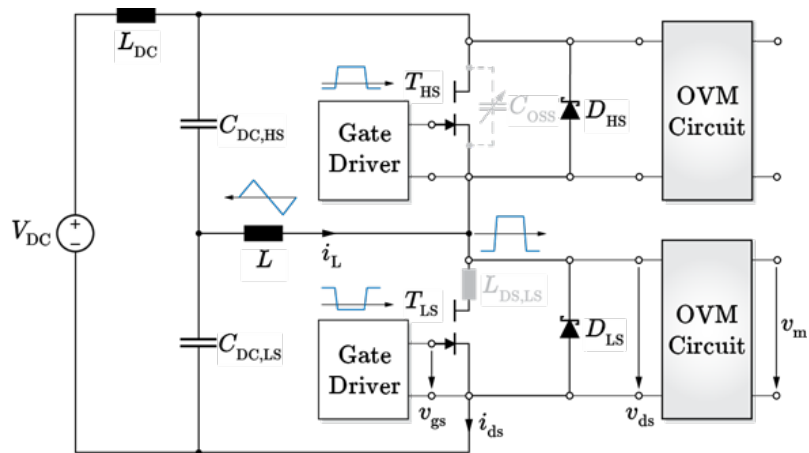 L_DC
C_DC,HS
V_DC
+
−
L
i_L
C_DC,LS
T_HS
Gate
Driver
C_OSS
D_HS
OVM
Circuit
T_LS
L_DS,LS
Gate
Driver
v_gs
i_ds
D_LS
v_ds
OVM
Circuit
v_m